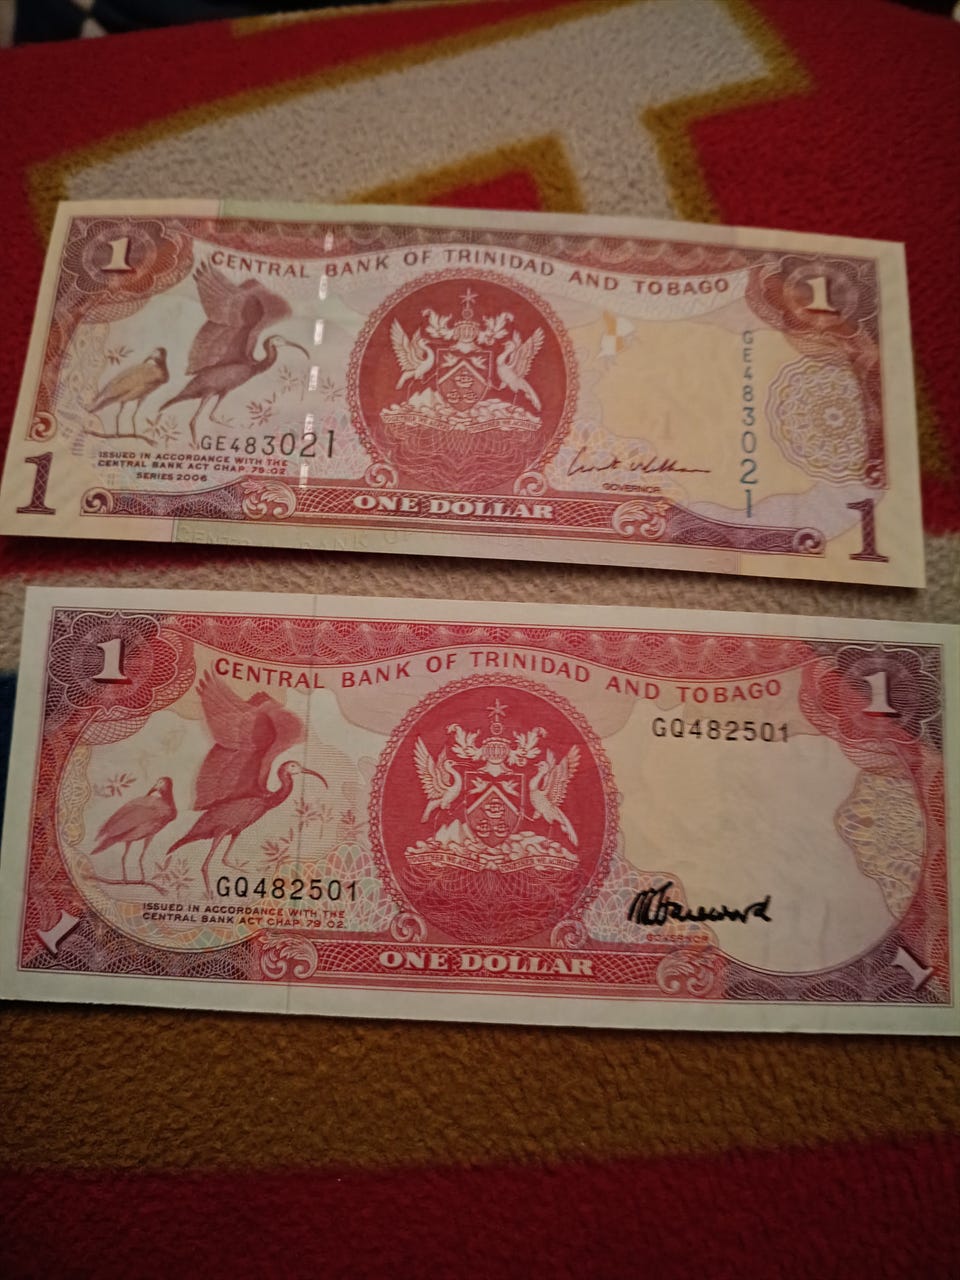 1
CENTRAL BANK OF TRINIDAD AND TOBAGO
1
GE483021
GE483021
ISSUED IN ACCORDANCE WITH THE
CENTRAL BANK ACT CHAP. 79:02
SERIES 2006
GOVERNOR
1
ONE DOLLAR
1
1
CENTRAL BANK OF TRINIDAD AND TOBAGO
1
GQ482501
GQ482501
ISSUED IN ACCORDANCE WITH THE
CENTRAL BANK ACT CHAP. 79:02
GOVERNOR
1
ONE DOLLAR
1